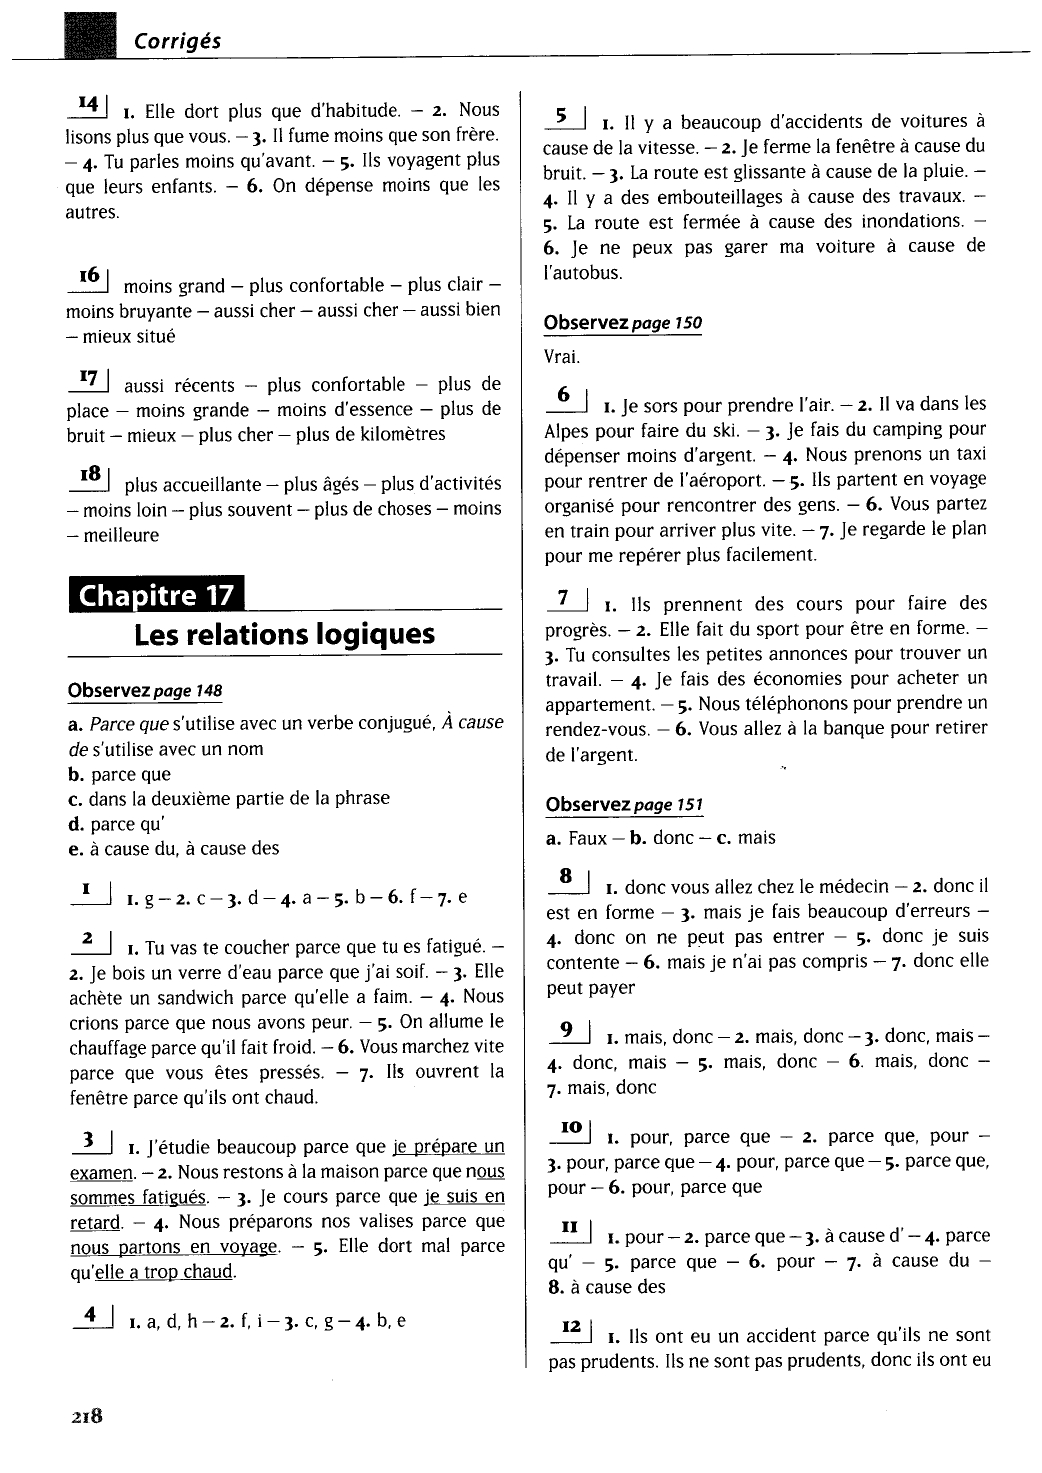 Corrigés
14 1. Elle dort plus que d'habitude. – 2. Nous
lisons plus que vous. – 3. Il fume moins que son frère.
– 4. Tu parles moins qu'avant. – 5. Ils voyagent plus
que leurs enfants. – 6. On dépense moins que les
autres.
16 moins grand – plus confortable – plus clair –
moins bruyante – aussi cher – aussi cher – aussi bien
– mieux situé
17 aussi récents – plus confortable – plus de
place – moins grande – moins d'essence – plus de
bruit – mieux – plus cher – plus de kilomètres
18 plus accueillante – plus âgés – plus d'activités
– moins loin – plus souvent – plus de choses – moins
– meilleure
Chapitre 17
Les relations logiques
Observez page 148
a. Parce que s'utilise avec un verbe conjugué, À cause
de s'utilise avec un nom
b. parce que
c. dans la deuxième partie de la phrase
d. parce qu'
e. à cause du, à cause des
1 1. g – 2. c – 3. d – 4. a – 5. b – 6. f – 7. e
2 1. Tu vas te coucher parce que tu es fatigué. –
2. Je bois un verre d'eau parce que j'ai soif. – 3. Elle
achète un sandwich parce qu'elle a faim. – 4. Nous
crions parce que nous avons peur. – 5. On allume le
chauffage parce qu'il fait froid. – 6. Vous marchez vite
parce que vous êtes pressés. – 7. Ils ouvrent la
fenêtre parce qu'ils ont chaud.
3 1. J'étudie beaucoup parce que je prépare un
examen. – 2. Nous restons à la maison parce que nous
sommes fatigués. – 3. Je cours parce que je suis en
retard. – 4. Nous préparons nos valises parce que
nous partons en voyage. – 5. Elle dort mal parce
qu'elle a trop chaud.
4 1. a, d, h – 2. f, i – 3. c, g – 4. b, e
218
5 1. Il y a beaucoup d'accidents de voitures à
cause de la vitesse. – 2. Je ferme la fenêtre à cause du
bruit. – 3. La route est glissante à cause de la pluie. –
4. Il y a des embouteillages à cause des travaux. –
5. La route est fermée à cause des inondations. –
6. Je ne peux pas garer ma voiture à cause de
l'autobus.
Observez page 150
Vrai.
6 1. Je sors pour prendre l'air. – 2. Il va dans les
Alpes pour faire du ski. – 3. Je fais du camping pour
dépenser moins d'argent. – 4. Nous prenons un taxi
pour rentrer de l'aéroport. – 5. Ils partent en voyage
organisé pour rencontrer des gens. – 6. Vous partez
en train pour arriver plus vite. – 7. Je regarde le plan
pour me repérer plus facilement.
7 1. Ils prennent des cours pour faire des
progrès. – 2. Elle fait du sport pour être en forme. –
3. Tu consultes les petites annonces pour trouver un
travail. – 4. Je fais des économies pour acheter un
appartement. – 5. Nous téléphonons pour prendre un
rendez-vous. – 6. Vous allez à la banque pour retirer
de l'argent.
Observez page 151
a. Faux – b. donc – c. mais
8 1. donc vous allez chez le médecin – 2. donc il
est en forme – 3. mais je fais beaucoup d'erreurs –
4. donc on ne peut pas entrer – 5. donc je suis
contente – 6. mais je n'ai pas compris – 7. donc elle
peut payer
9 1. mais, donc – 2. mais, donc – 3. donc, mais –
4. donc, mais – 5. mais, donc – 6. mais, donc –
7. mais, donc
10 1. pour, parce que – 2. parce que, pour –
3. pour, parce que – 4. pour, parce que – 5. parce que,
pour – 6. pour, parce que
11 1. pour – 2. parce que – 3. à cause d' – 4. parce
qu' – 5. parce que – 6. pour – 7. à cause du –
8. à cause des
12 1. Ils ont eu un accident parce qu'ils ne sont
pas prudents. Ils ne sont pas prudents, donc ils ont eu